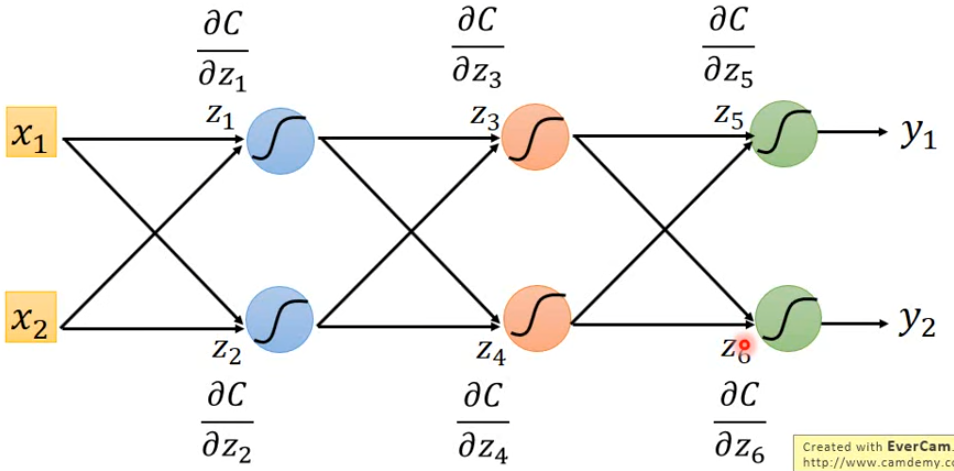 ∂C/∂z₁ ∂C/∂z₃ ∂C/∂z₅
x₁ z₁ z₃ z₅ y₁
x₂ z₂ z₄ z₆ y₂
∂C/∂z₂ ∂C/∂z₄ ∂C/∂z₆
Created with EverCam.
http://www.camdemy.co